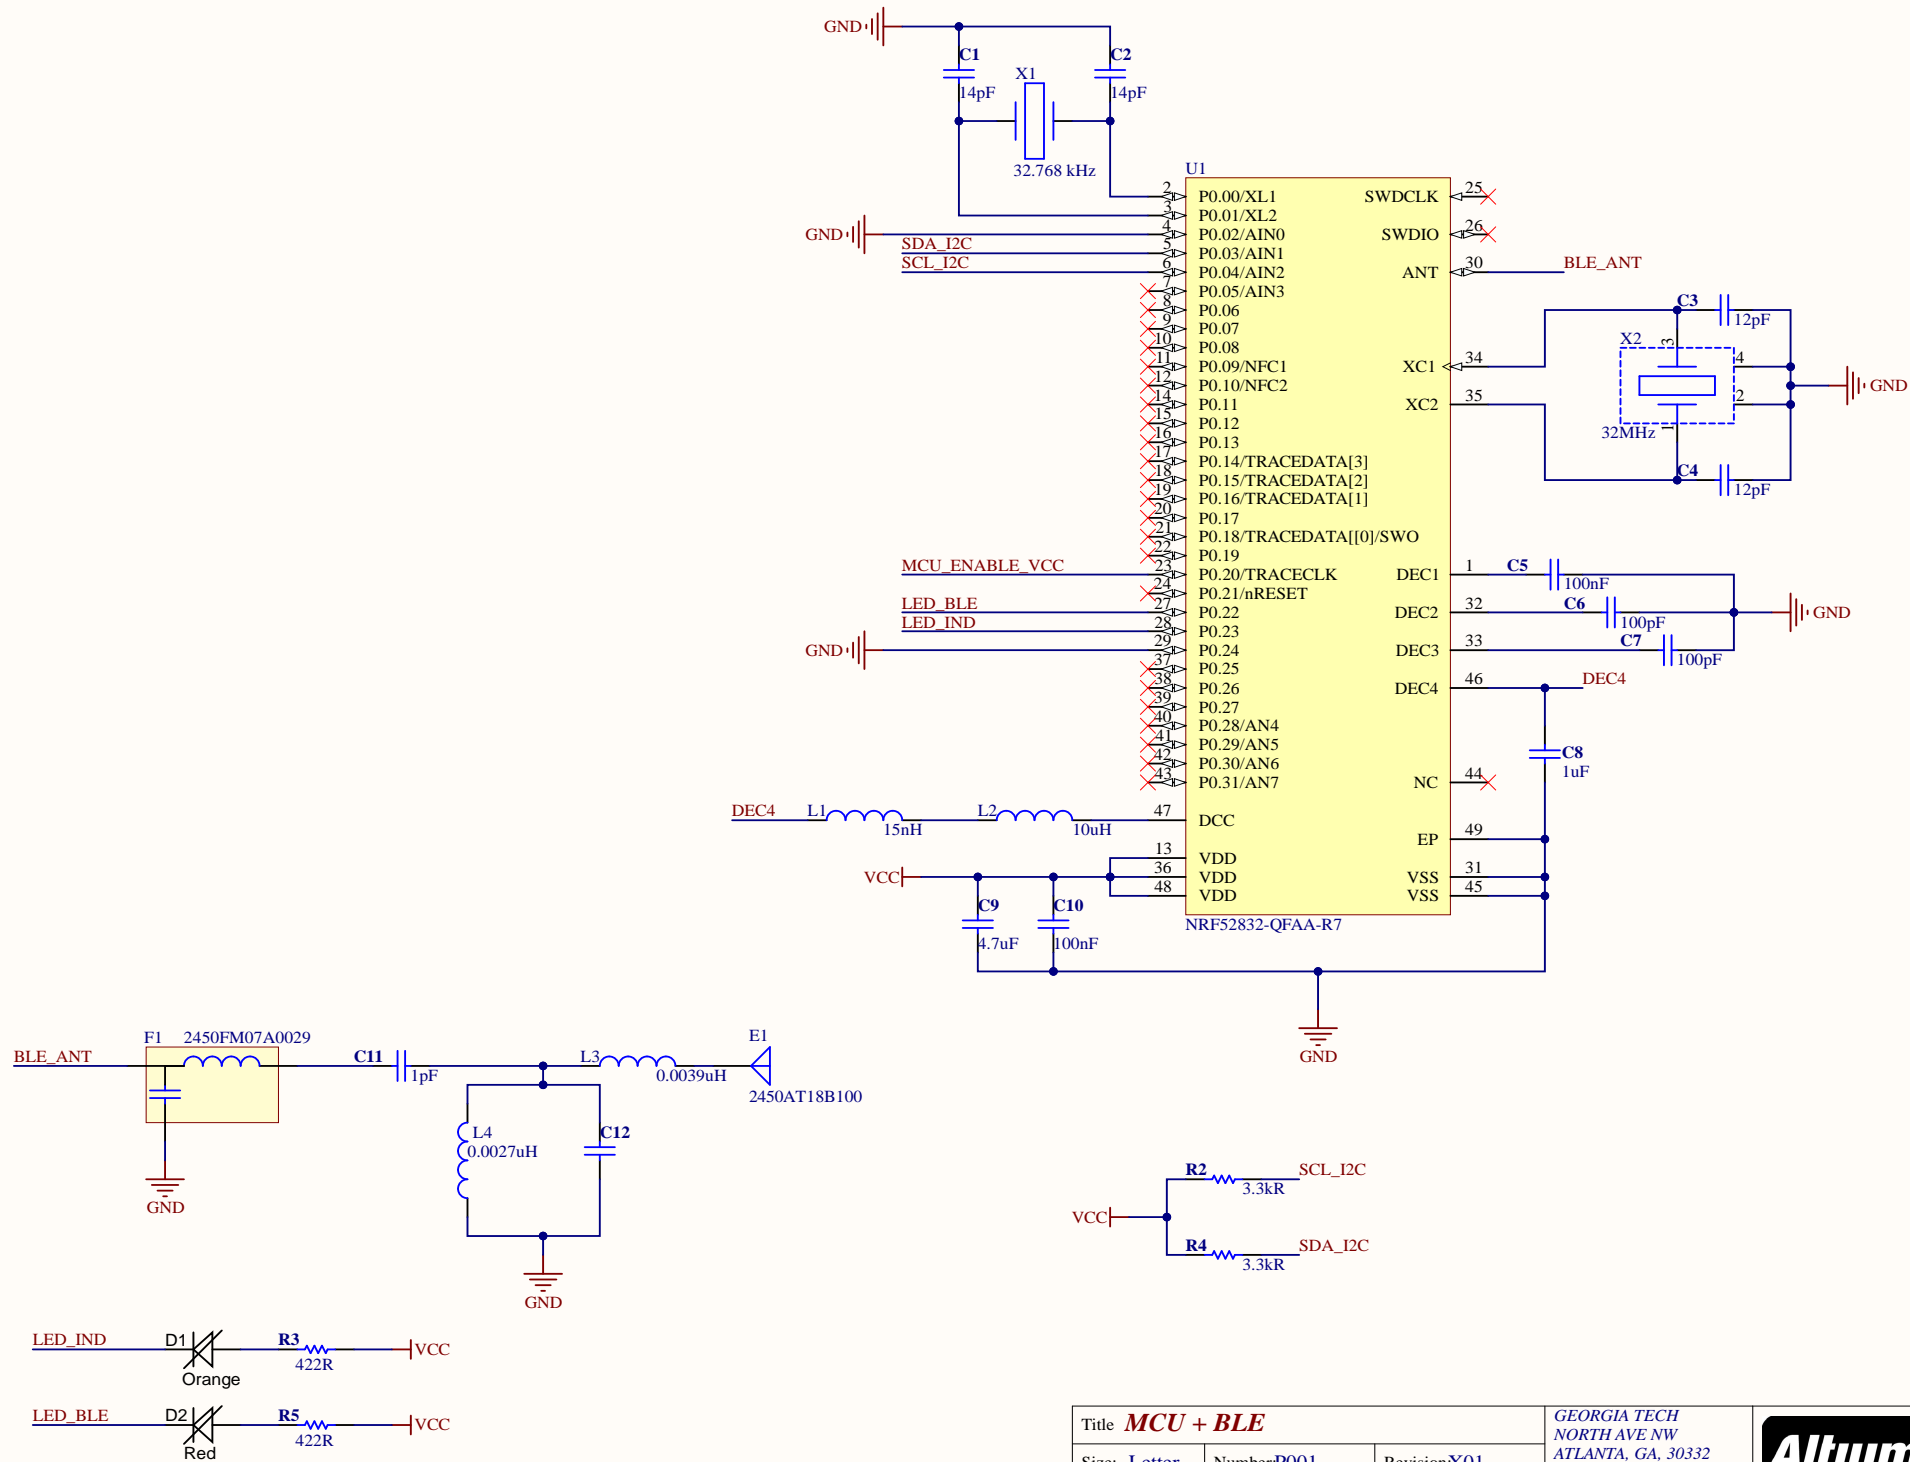 GND
C1
14pF
C2
14pF
X1
32.768 kHz
U1
2 P0.00/XL1
3 P0.01/XL2
GND 4 P0.02/AIN0
SDA_I2C 5 P0.03/AIN1
SCL_I2C 6 P0.04/AIN2
7 P0.05/AIN3
8 P0.06
9 P0.07
10 P0.08
11 P0.09/NFC1
12 P0.10/NFC2
14 P0.11
15 P0.12
16 P0.13
17 P0.14/TRACEDATA[3]
18 P0.15/TRACEDATA[2]
19 P0.16/TRACEDATA[1]
20 P0.17
21 P0.18/TRACEDATA[[0]/SWO
22 P0.19
MCU_ENABLE_VCC 23 P0.20/TRACECLK
24 P0.21/nRESET
LED_BLE 27 P0.22
LED_IND 28 P0.23
GND 29 P0.24
37 P0.25
38 P0.26
39 P0.27
40 P0.28/AN4
41 P0.29/AN5
42 P0.30/AN6
43 P0.31/AN7
DEC4 L1 15nH L2 10uH 47 DCC
13 VDD
VCC 36 VDD
48 VDD
C9
4.7uF
C10
100nF
NRF52832-QFAA-R7
SWDCLK 25
SWDIO 26
ANT 30 BLE_ANT
XC1 34
XC2 35
C3
12pF
X2
3
4
2
1
32MHz
GND
C4
12pF
DEC1 1 C5
100nF
DEC2 32 C6 GND
100pF
DEC3 33 C7
100pF
DEC4 46 DEC4
C8
1uF
NC 44
EP 49
VSS 31
VSS 45
GND
F1 2450FM07A0029
BLE_ANT
GND
C11
1pF
L3
0.0039uH
E1
2450AT18B100
L4
0.0027uH
C12
GND
VCC
R2 SCL_I2C
3.3kR
R4 SDA_I2C
3.3kR
LED_IND D1 R3 VCC
Orange 422R
LED_BLE D2 R5 VCC
Red 422R
Title MCU + BLE
Size: Letter Number:P001 Revision:X01
GEORGIA TECH
NORTH AVE NW
ATLANTA, GA, 30332